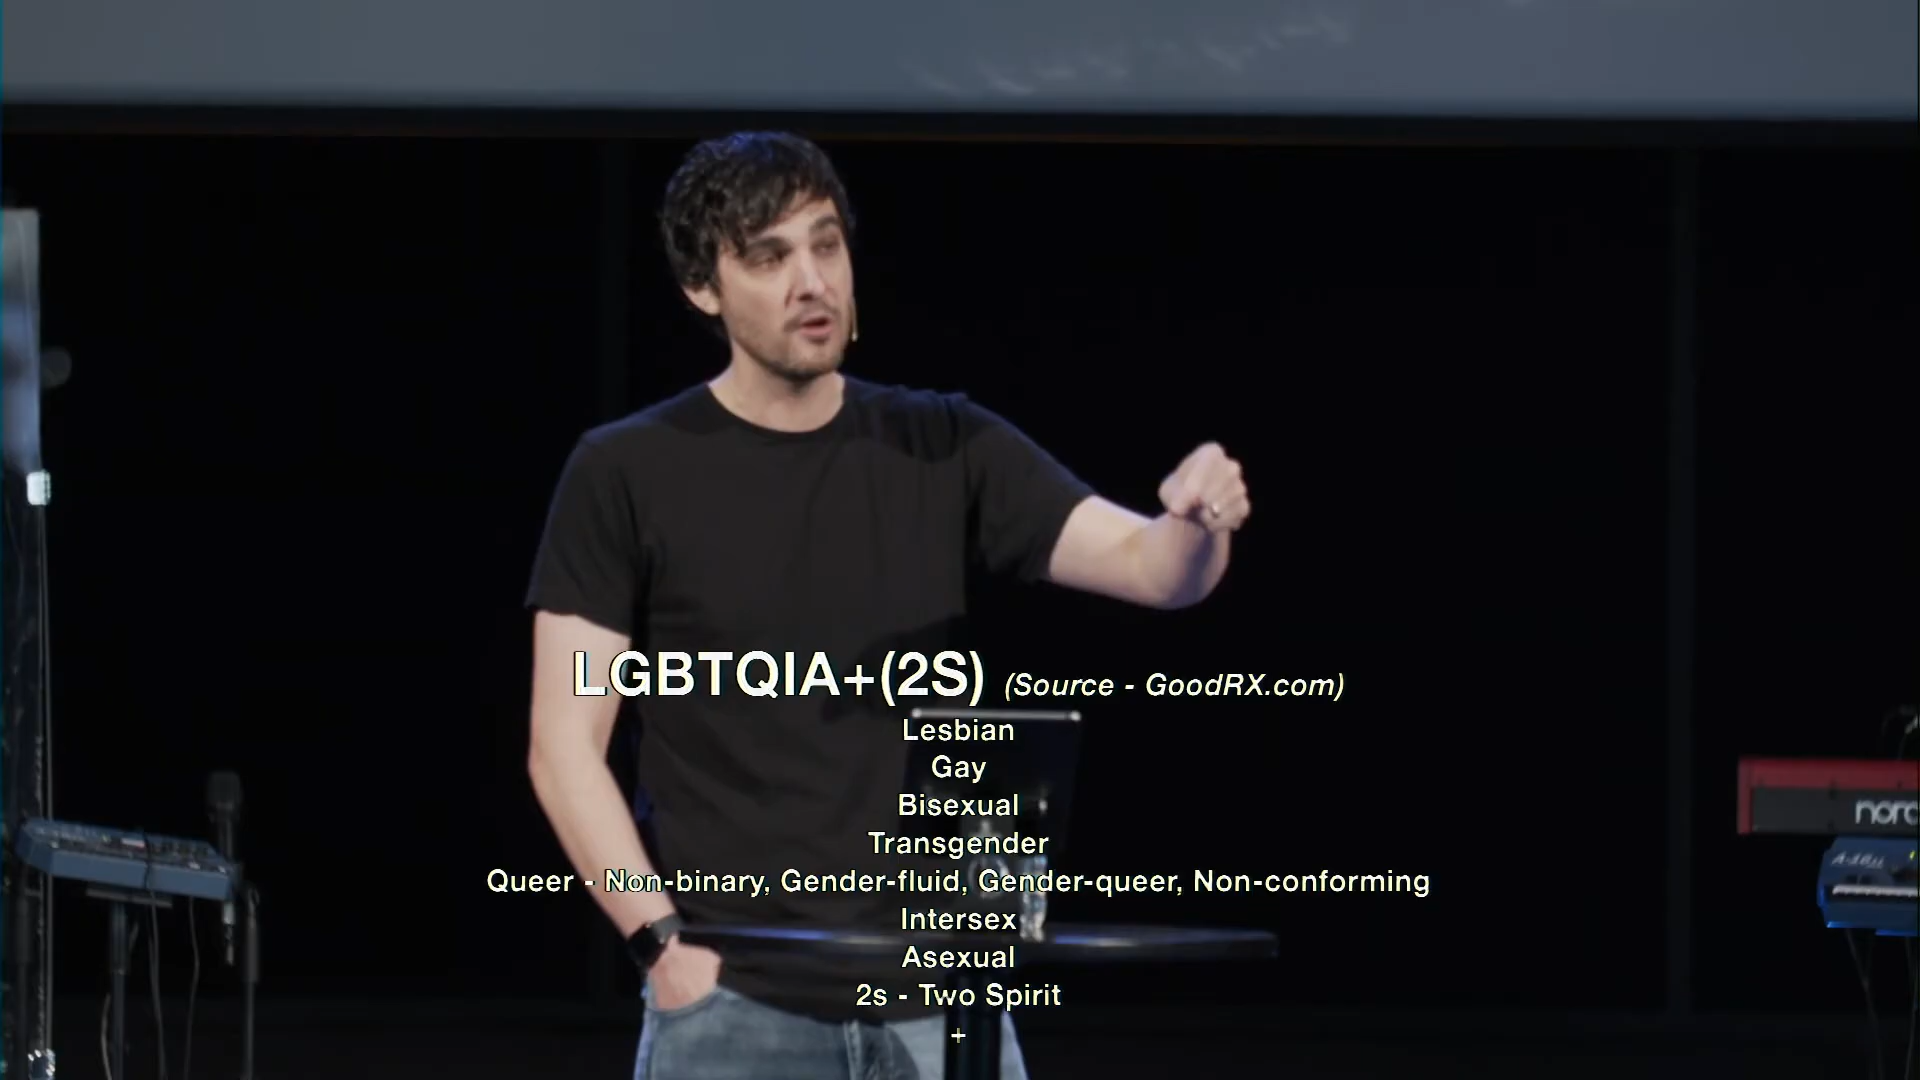 LGBTQIA+(2S) (Source - GoodRX.com)
Lesbian
Gay
Bisexual
Transgender
Queer - Non-binary, Gender-fluid, Gender-queer, Non-conforming
Intersex
Asexual
2s - Two Spirit
+